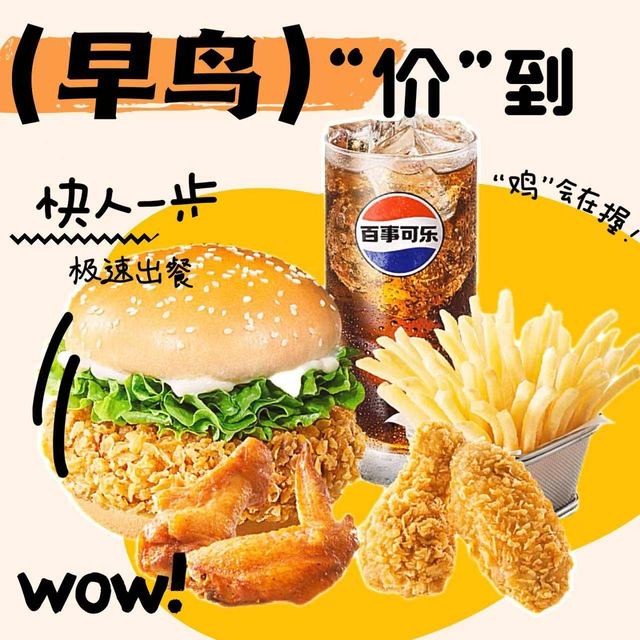 (早鸟)“价”到
快人一步
极速出餐
“鸡”会在握！
百事可乐
wow!